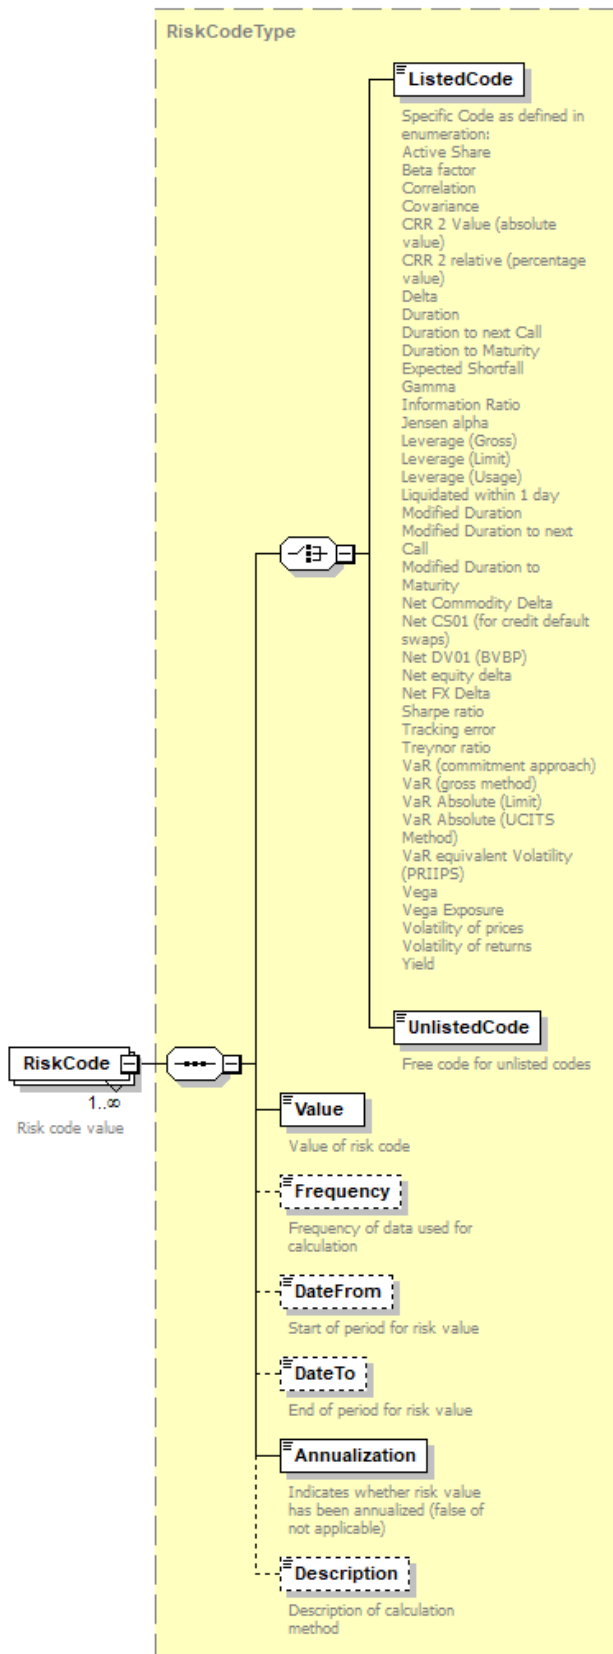 RiskCodeType
ListedCode
Specific Code as defined in
enumeration:
Active Share
Beta factor
Correlation
Covariance
CRR 2 Value (absolute
value)
CRR 2 relative (percentage
value)
Delta
Duration
Duration to next Call
Duration to Maturity
Expected Shortfall
Gamma
Information Ratio
Jensen alpha
Leverage (Gross)
Leverage (Limit)
Leverage (Usage)
Liquidated within 1 day
Modified Duration
Modified Duration to next
Call
Modified Duration to
Maturity
Net Commodity Delta
Net CS01 (for credit default
swaps)
Net DV01 (BVBP)
Net equity delta
Net FX Delta
Sharpe ratio
Tracking error
Treynor ratio
VaR (commitment approach)
VaR (gross method)
VaR Absolute (Limit)
VaR Absolute (UCITS
Method)
VaR equivalent Volatility
(PRIIPS)
Vega
Vega Exposure
Volatility of prices
Volatility of returns
Yield
UnlistedCode
Free code for unlisted codes
RiskCode
1..∞
Risk code value
Value
Value of risk code
Frequency
Frequency of data used for
calculation
DateFrom
Start of period for risk value
DateTo
End of period for risk value
Annualization
Indicates whether risk value
has been annualized (false of
not applicable)
Description
Description of calculation
method